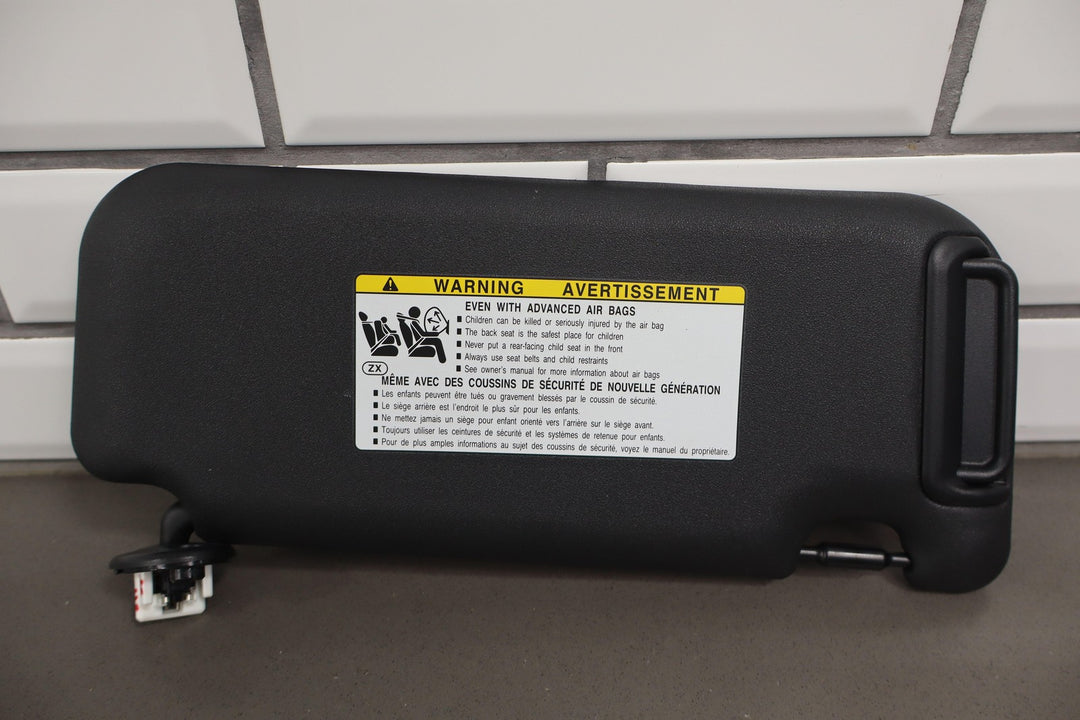 WARNING AVERTISSEMENT
EVEN WITH ADVANCED AIR BAGS
Children can be killed or seriously injured by the air bag
The back seat is the safest place for children
Never put a rear-facing child seat in the front
Always use seat belts and child restraints
See owner's manual for more information about air bags
ZX
MÊME AVEC DES COUSSINS DE SÉCURITÉ DE NOUVELLE GÉNÉRATION
Les enfants peuvent être tués ou gravement blessés par le coussin de sécurité.
Le siège arrière est l'endroit le plus sûr pour les enfants.
Ne mettez jamais un siège pour enfant orienté vers l'arrière sur le siège avant.
Toujours utiliser les ceintures de sécurité et les systèmes de retenue pour enfants.
Pour de plus amples informations au sujet des coussins de sécurité, voyez le manuel du propriétaire.